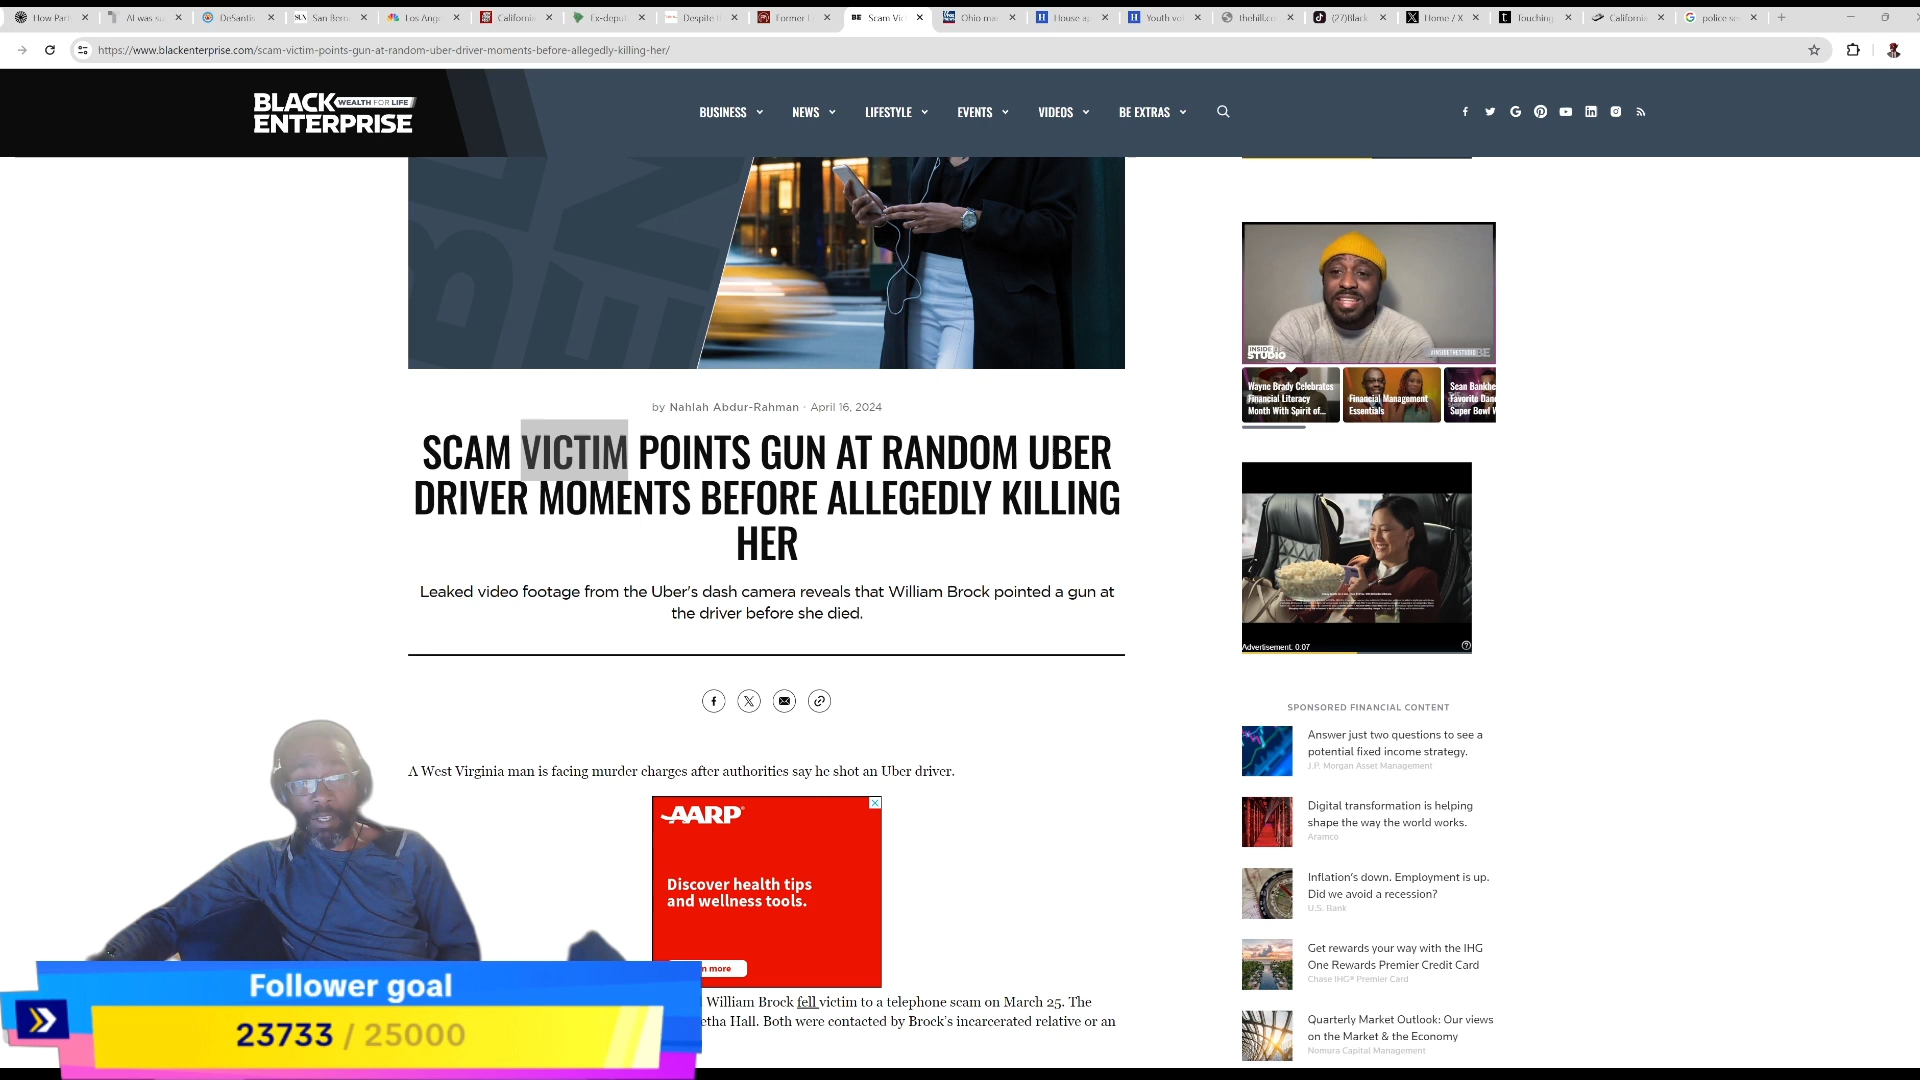 How Part
AI was su
DeSantis
San Berna
Los Ange
California
Ex-deput
Despite th
Former L
BE Scam Vic
Ohio ma
House ap
Youth vot
thehill.co
(27)Black
Home / X
Touching
California
police se
https://www.blackenterprise.com/scam-victim-points-gun-at-random-uber-driver-moments-before-allegedly-killing-her/
BLACK WEALTH FOR LIFE
ENTERPRISE
BUSINESS NEWS LIFESTYLE EVENTS VIDEOS BE EXTRAS
INSIDE
STUDIO
#INSIDETHESTUDIOBE
Wayne Brady Celebrates
Financial Literacy
Month With Spirit of...
Financial Management
Essentials
Sean Bankhe
Favorite Danc
Super Bowl
by Nahlah Abdur-Rahman · April 16, 2024
SCAM VICTIM POINTS GUN AT RANDOM UBER
DRIVER MOMENTS BEFORE ALLEGEDLY KILLING
HER
Leaked video footage from the Uber's dash camera reveals that William Brock pointed a gun at
the driver before she died.
Advertisement: 0:07
A West Virginia man is facing murder charges after authorities say he shot an Uber driver.
AARP
Discover health tips
and wellness tools.
n more
William Brock fell victim to a telephone scam on March 25. The
etha Hall. Both were contacted by Brock's incarcerated relative or an
SPONSORED FINANCIAL CONTENT
Answer just two questions to see a
potential fixed income strategy.
J.P. Morgan Asset Management
Digital transformation is helping
shape the way the world works.
Aramco
Inflation's down. Employment is up.
Did we avoid a recession?
U.S. Bank
Get rewards your way with the IHG
One Rewards Premier Credit Card
Chase IHG® Premier Card
Quarterly Market Outlook: Our views
on the Market & the Economy
Nomura Capital Management
Follower goal
23733 / 25000